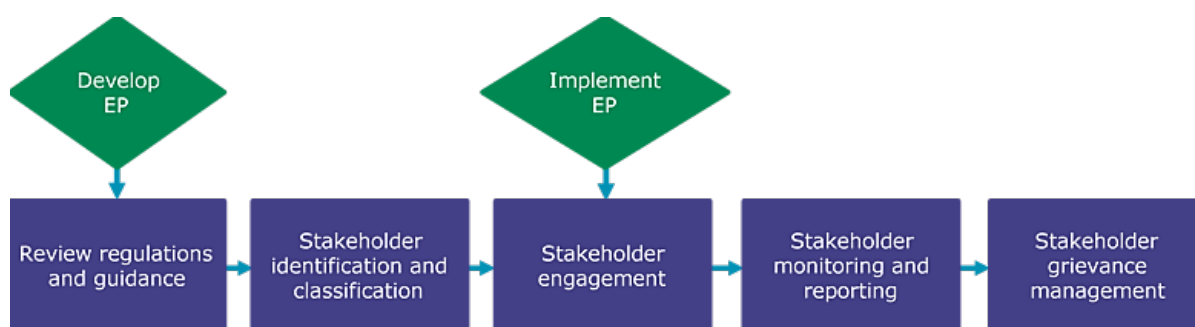 Develop
EP
Implement
EP
Review regulations
and guidance
Stakeholder
identification and
classification
Stakeholder
engagement
Stakeholder
monitoring and
reporting
Stakeholder
grievance
management